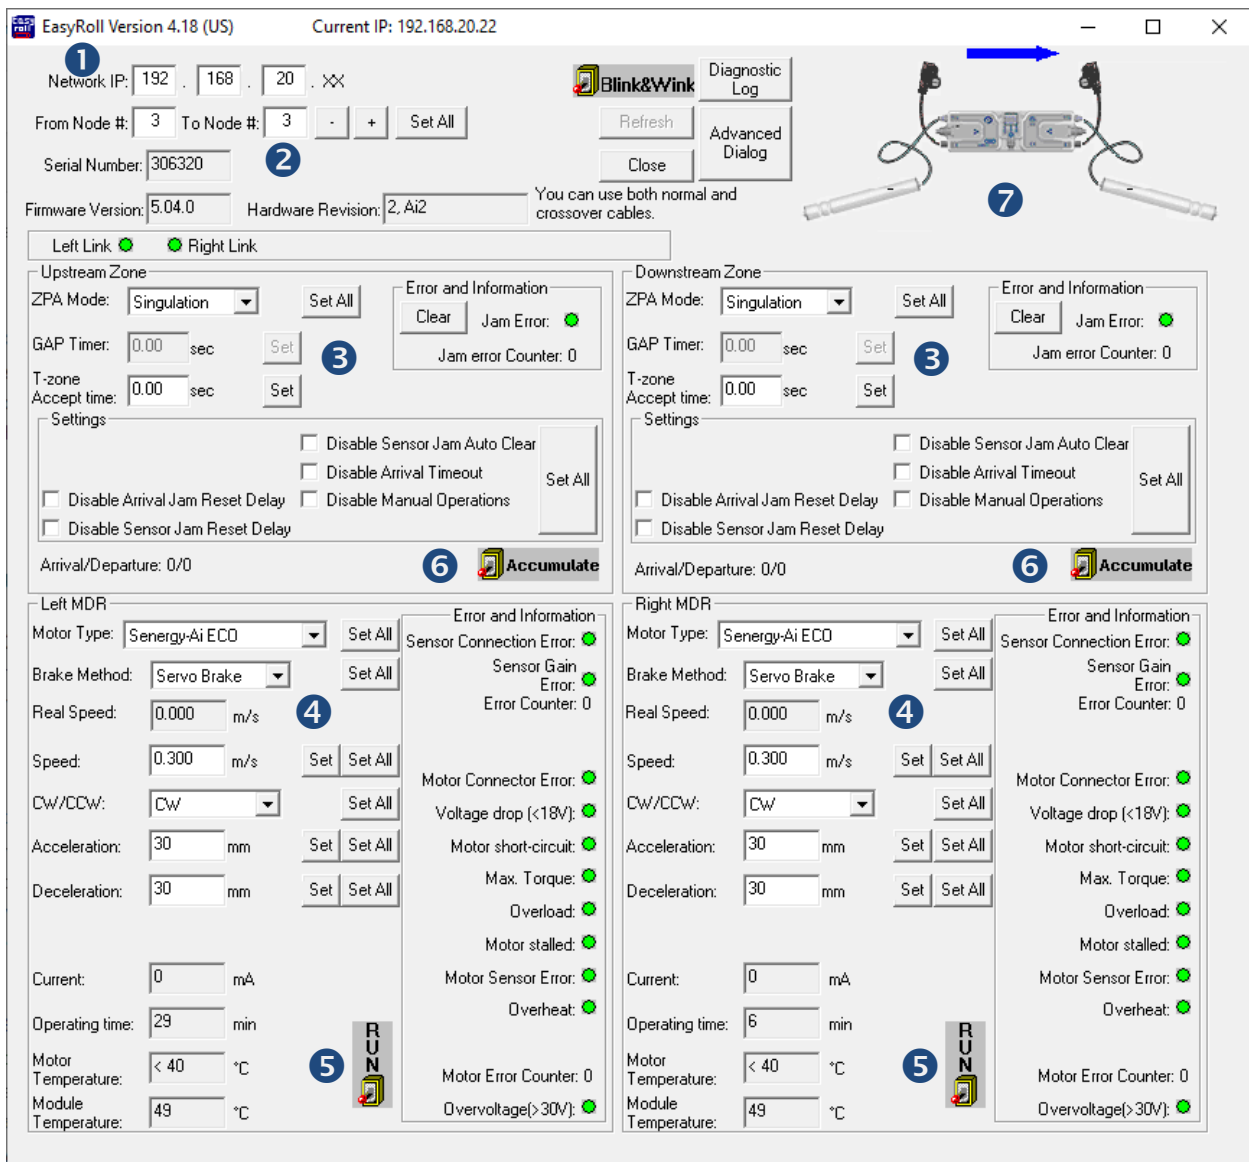 EasyRoll Version 4.18 (US) Current IP: 192.168.20.22
1
Network IP: 192 . 168 . 20 . XX
Blink&Wink
Diagnostic
Log
From Node #: 3 To Node #: 3 - + Set All
Refresh
Advanced
Dialog
2
Serial Number: 306320
Close
7
Firmware Version: 5.04.0 Hardware Revision: 2, Ai2
You can use both normal and
crossover cables.
Left Link Right Link
Upstream Zone
ZPA Mode: Singulation Set All
GAP Timer: 0.00 sec Set
3
T-zone
Accept time: 0.00 sec Set
Error and Information
Clear Jam Error:
Jam error Counter: 0
Settings
Disable Sensor Jam Auto Clear
Disable Arrival Timeout
Disable Arrival Jam Reset Delay Disable Manual Operations
Disable Sensor Jam Reset Delay
Set All
Arrival/Departure: 0/0
6
Accumulate
Downstream Zone
ZPA Mode: Singulation Set All
GAP Timer: 0.00 sec Set
3
T-zone
Accept time: 0.00 sec Set
Error and Information
Clear Jam Error:
Jam error Counter: 0
Settings
Disable Sensor Jam Auto Clear
Disable Arrival Timeout
Disable Arrival Jam Reset Delay Disable Manual Operations
Disable Sensor Jam Reset Delay
Set All
Arrival/Departure: 0/0
6
Accumulate
Left MDR
Motor Type: Senergy-Ai ECO Set All
Brake Method: Servo Brake Set All
Real Speed: 0.000 m/s
4
Speed: 0.300 m/s Set Set All
CW/CCW: CW Set All
Acceleration: 30 mm Set Set All
Deceleration: 30 mm Set Set All
Current: 0 mA
Operating time: 29 min
Motor
Temperature: < 40 °C
Module
Temperature: 49 °C
5
RUN
Error and Information
Sensor Connection Error:
Sensor Gain
Error:
Error Counter: 0
Motor Connector Error:
Voltage drop (<18V):
Motor short-circuit:
Max. Torque:
Overload:
Motor stalled:
Motor Sensor Error:
Overheat:
Motor Error Counter: 0
Overvoltage(>30V):
Right MDR
Motor Type: Senergy-Ai ECO Set All
Brake Method: Servo Brake Set All
Real Speed: 0.000 m/s
4
Speed: 0.300 m/s Set Set All
CW/CCW: CW Set All
Acceleration: 30 mm Set Set All
Deceleration: 30 mm Set Set All
Current: 0 mA
Operating time: 6 min
Motor
Temperature: < 40 °C
Module
Temperature: 49 °C
5
RUN
Error and Information
Sensor Connection Error:
Sensor Gain
Error:
Error Counter: 0
Motor Connector Error:
Voltage drop (<18V):
Motor short-circuit:
Max. Torque:
Overload:
Motor stalled:
Motor Sensor Error:
Overheat:
Motor Error Counter: 0
Overvoltage(>30V):